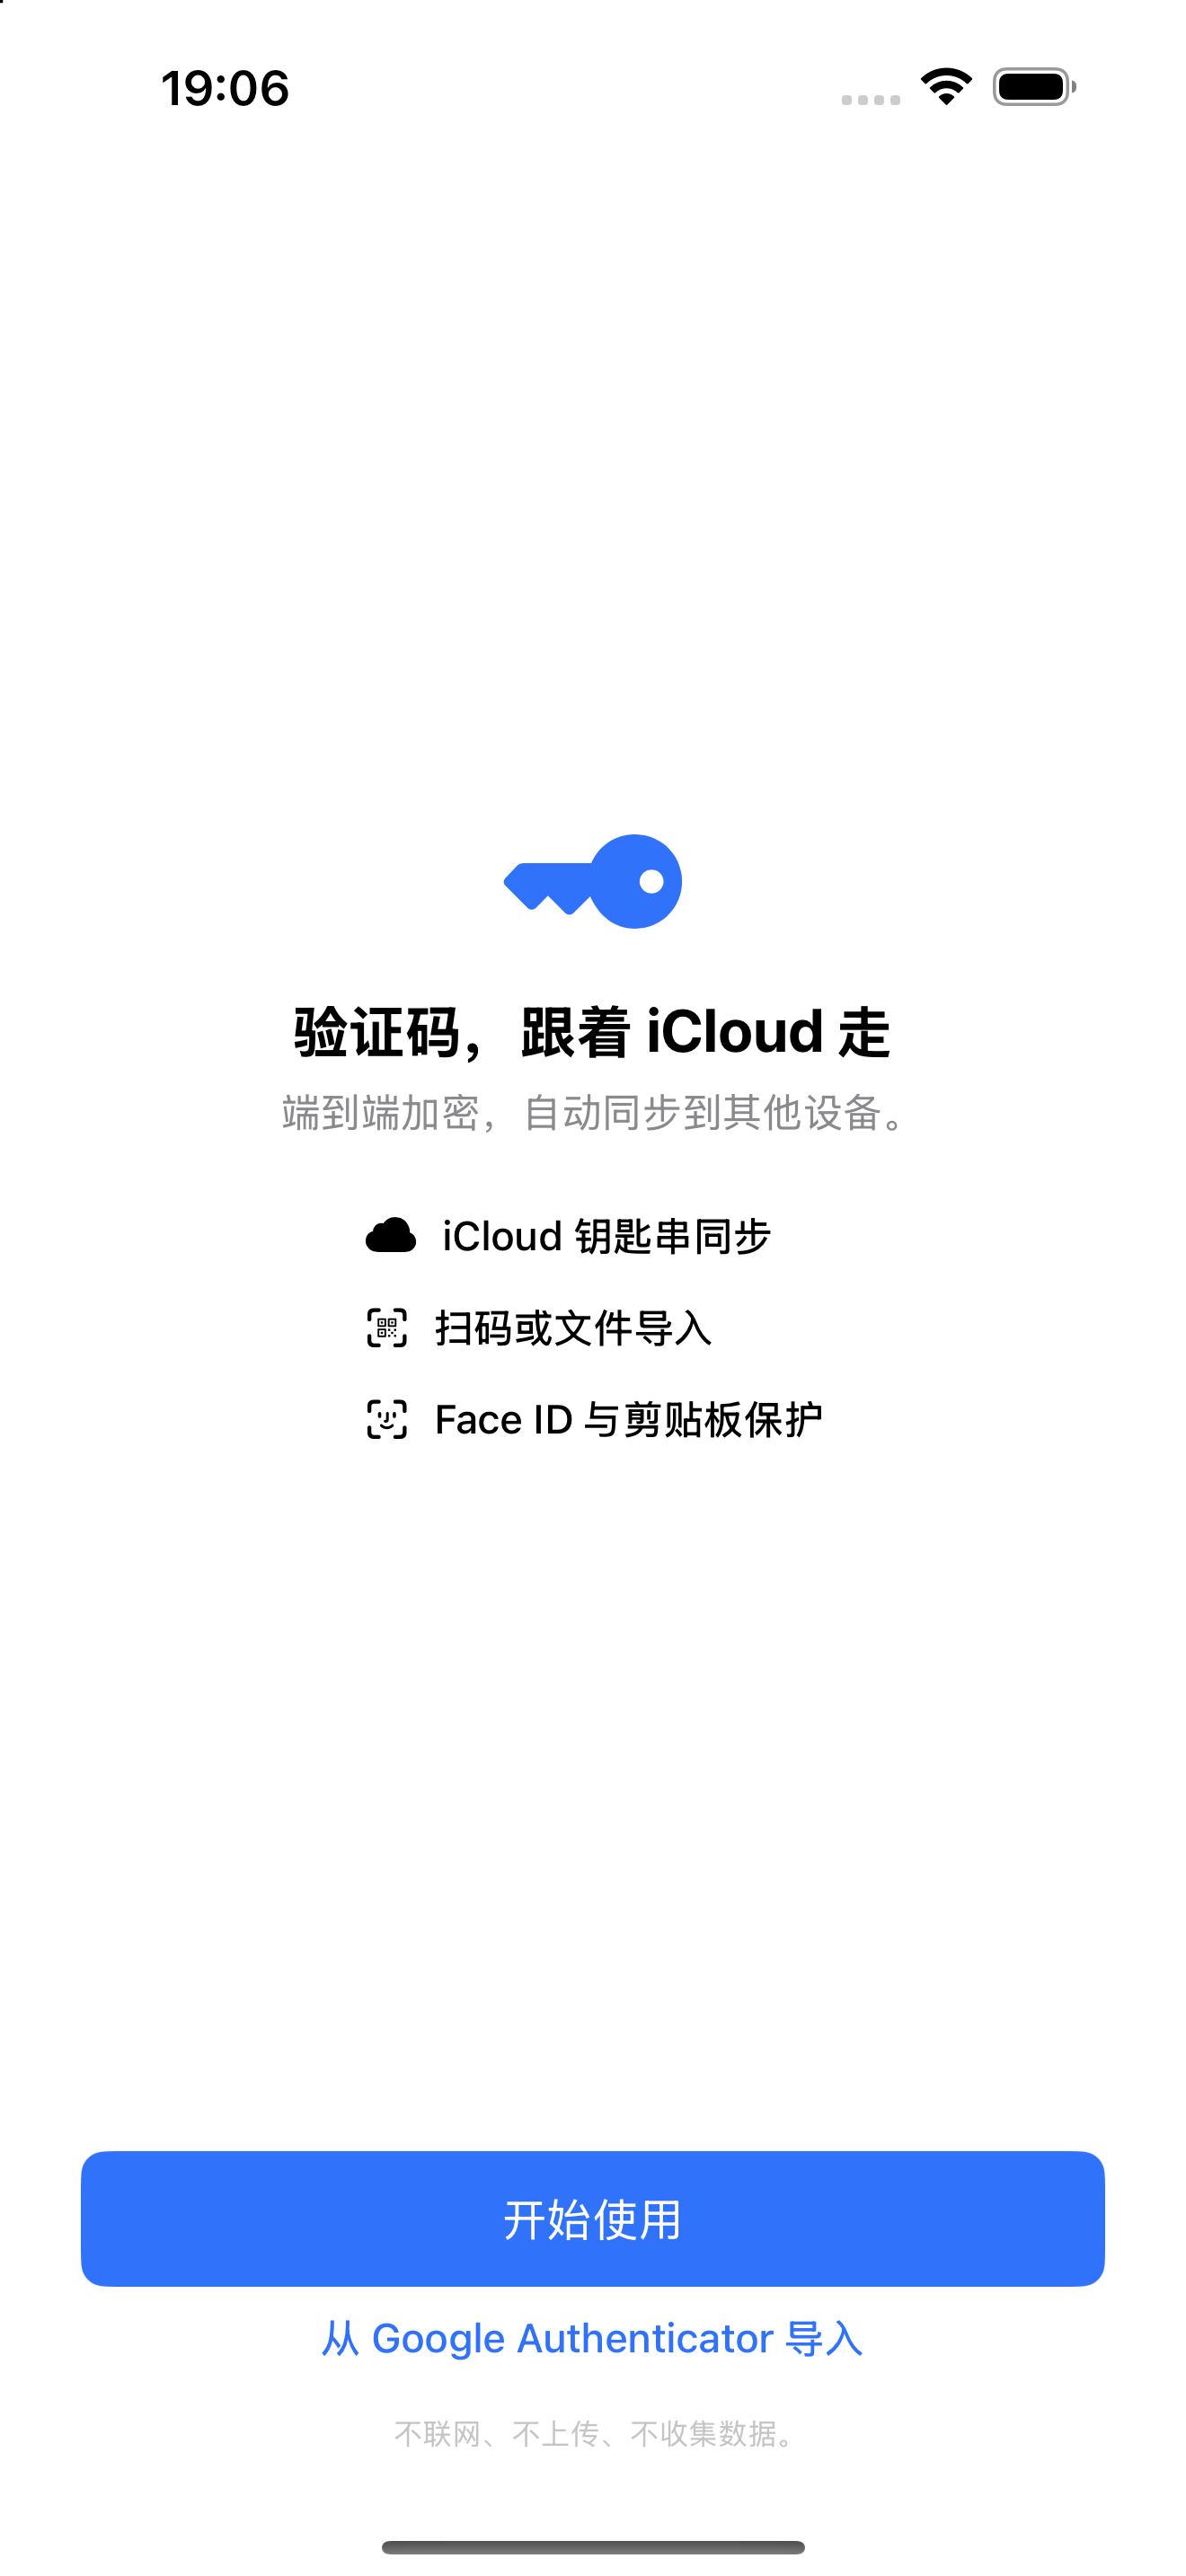 19:06
验证码，跟着 iCloud 走
端到端加密，自动同步到其他设备。
iCloud 钥匙串同步
扫码或文件导入
Face ID 与剪贴板保护
开始使用
从 Google Authenticator 导入
不联网、不上传、不收集数据。